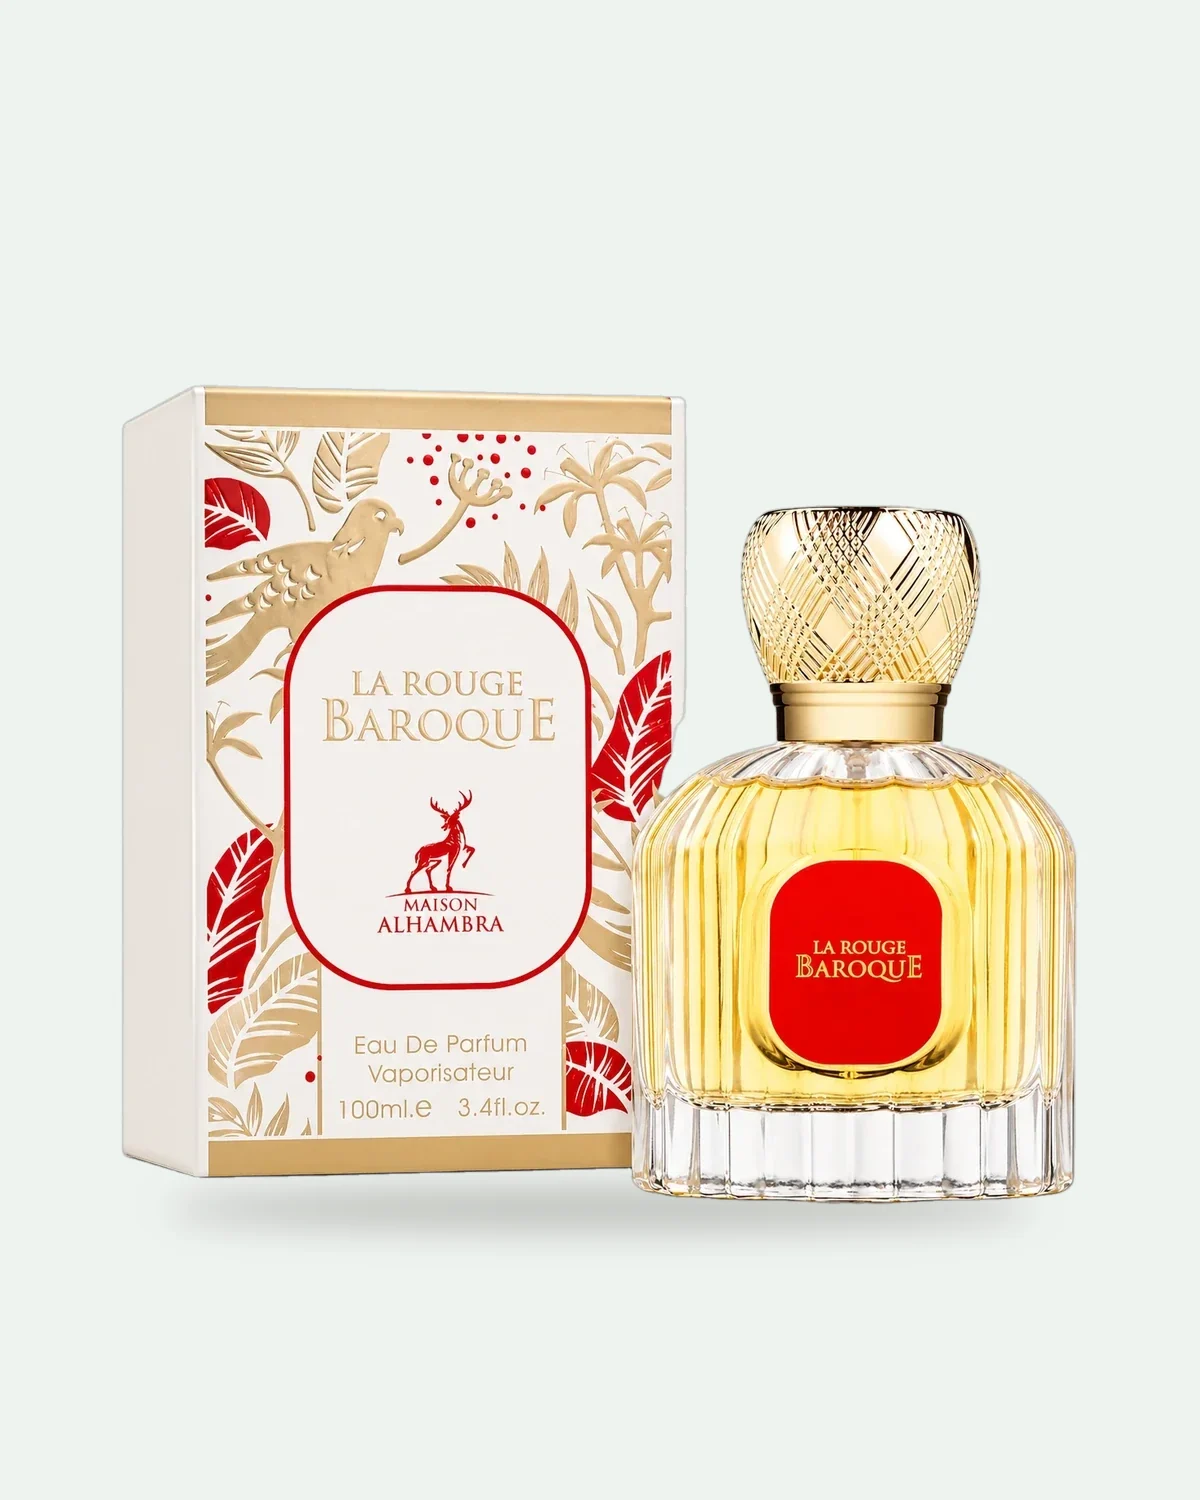 LA ROUGE
BAROQUE
MAISON
ALHAMBRA
Eau De Parfum
Vaporisateur
100ml.e 3.4fl.oz.
LA ROUGE
BAROQUE